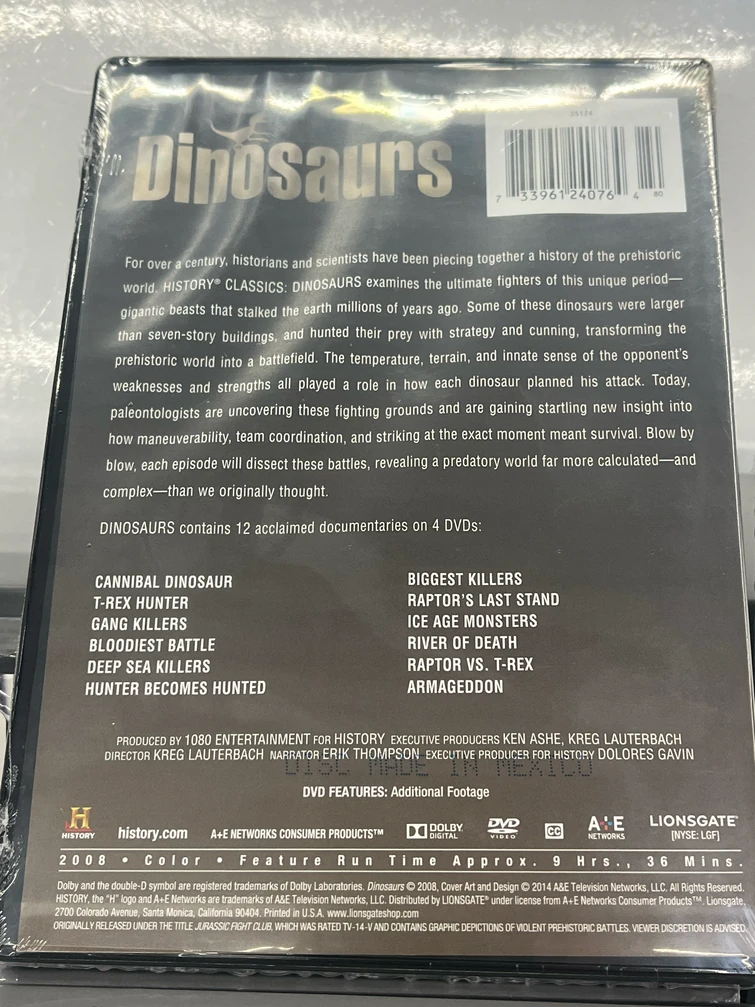 Dinosaurs
25124
7 33961 24076 4 80
For over a century, historians and scientists have been piecing together a history of the prehistoric
world. HISTORY® CLASSICS: DINOSAURS examines the ultimate fighters of this unique period—
gigantic beasts that stalked the earth millions of years ago. Some of these dinosaurs were larger
than seven-story buildings, and hunted their prey with strategy and cunning, transforming the
prehistoric world into a battlefield. The temperature, terrain, and innate sense of the opponent's
weaknesses and strengths all played a role in how each dinosaur planned his attack. Today,
paleontologists are uncovering these fighting grounds and are gaining startling new insight into
how maneuverability, team coordination, and striking at the exact moment meant survival. Blow by
blow, each episode will dissect these battles, revealing a predatory world far more calculated—and
complex—than we originally thought.
DINOSAURS contains 12 acclaimed documentaries on 4 DVDs:
CANNIBAL DINOSAUR
T-REX HUNTER
GANG KILLERS
BLOODIEST BATTLE
DEEP SEA KILLERS
HUNTER BECOMES HUNTED
BIGGEST KILLERS
RAPTOR'S LAST STAND
ICE AGE MONSTERS
RIVER OF DEATH
RAPTOR VS. T-REX
ARMAGEDDON
PRODUCED BY 1080 ENTERTAINMENT FOR HISTORY EXECUTIVE PRODUCERS KEN ASHE, KREG LAUTERBACH
DIRECTOR KREG LAUTERBACH NARRATOR ERIK THOMPSON EXECUTIVE PRODUCER FOR HISTORY DOLORES GAVIN
DISC MADE IN MEXICO
DVD FEATURES: Additional Footage
H HISTORY history.com A+E NETWORKS CONSUMER PRODUCTS™ DOLBY DIGITAL DVD VIDEO CC A+E NETWORKS LIONSGATE® [NYSE: LGF]
2008 • Color • Feature Run Time Approx. 9 Hrs., 36 Mins.
Dolby and the double-D symbol are registered trademarks of Dolby Laboratories. Dinosaurs © 2008, Cover Art and Design © 2014 A&E Television Networks, LLC. All Rights Reserved.
HISTORY, the "H" logo and A+E Networks are trademarks of A&E Television Networks, LLC. Distributed by LIONSGATE® under license from A+E Networks Consumer Products™, Lionsgate,
2700 Colorado Avenue, Santa Monica, California 90404. Printed in U.S.A. www.lionsgateshop.com
ORIGINALLY RELEASED UNDER THE TITLE JURASSIC FIGHT CLUB, WHICH WAS RATED TV-14-V AND CONTAINS GRAPHIC DEPICTIONS OF VIOLENT PREHISTORIC BATTLES. VIEWER DISCRETION IS ADVISED.